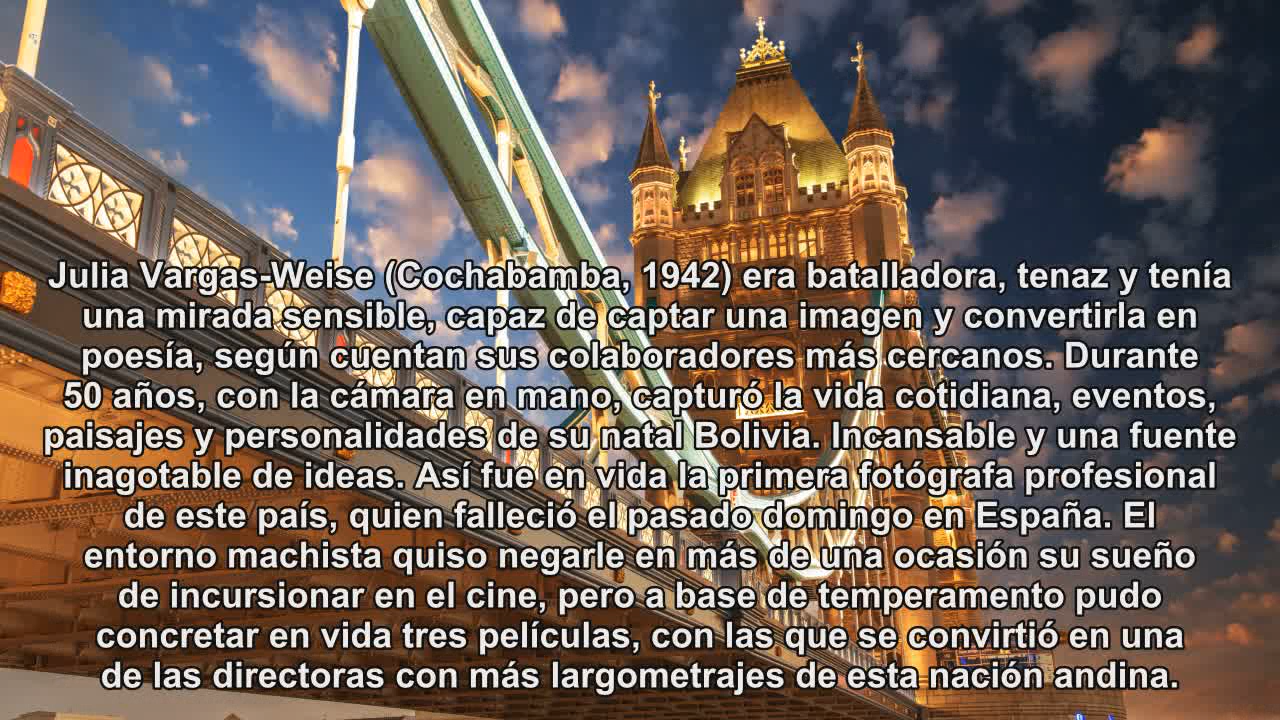 Julia Vargas-Weise (Cochabamba, 1942) era batalladora, tenaz y tenía
una mirada sensible, capaz de captar una imagen y convertirla en
poesía, según cuentan sus colaboradores más cercanos. Durante
50 años, con la cámara en mano, capturó la vida cotidiana, eventos,
paisajes y personalidades de su natal Bolivia. Incansable y una fuente
inagotable de ideas. Así fue en vida la primera fotógrafa profesional
de este país, quien falleció el pasado domingo en España. El
entorno machista quiso negarle en más de una ocasión su sueño
de incursionar en el cine, pero a base de temperamento pudo
concretar en vida tres películas, con las que se convirtió en una
de las directoras con más largometrajes de esta nación andina.